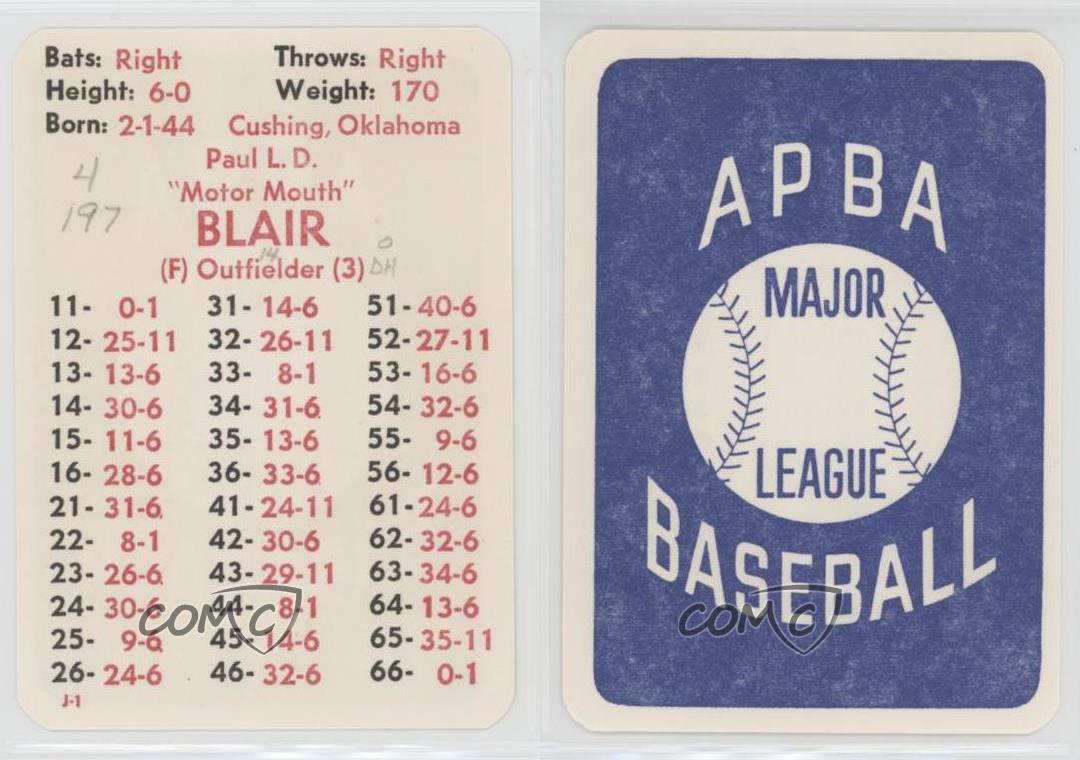 Bats: Right Throws: Right
Height: 6-0 Weight: 170
Born: 2-1-44 Cushing, Oklahoma
Paul L. D.
4
"Motor Mouth"
197
BLAIR
14 0
(F) Outfielder (3) DH
11- 0-1 31- 14-6 51- 40-6
12- 25-11 32- 26-11 52- 27-11
13- 13-6 33- 8-1 53- 16-6
14- 30-6 34- 31-6 54- 32-6
15- 11-6 35- 13-6 55- 9-6
16- 28-6 36- 33-6 56- 12-6
21- 31-6 41- 24-11 61- 24-6
22- 8-1 42- 30-6 62- 32-6
23- 26-6 43- 29-11 63- 34-6
24- 30-6 44- 8-1 64- 13-6
25- 9-6 45- 14-6 65- 35-11
26- 24-6 46- 32-6 66- 0-1
J-1
COMC
APBA
MAJOR
LEAGUE
BASEBALL
COMC